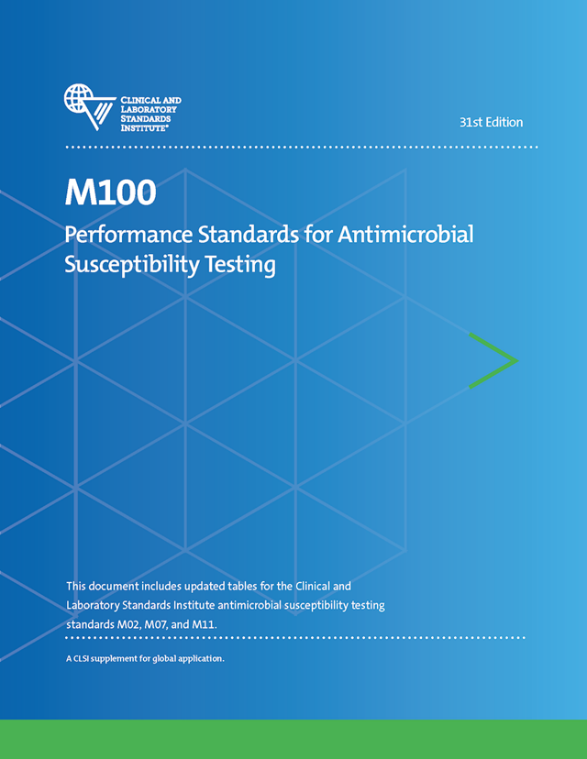 CLINICAL AND
LABORATORY
STANDARDS
INSTITUTE®
31st Edition
M100
Performance Standards for Antimicrobial
Susceptibility Testing
This document includes updated tables for the Clinical and
Laboratory Standards Institute antimicrobial susceptibility testing
standards M02, M07, and M11.
A CLSI supplement for global application.